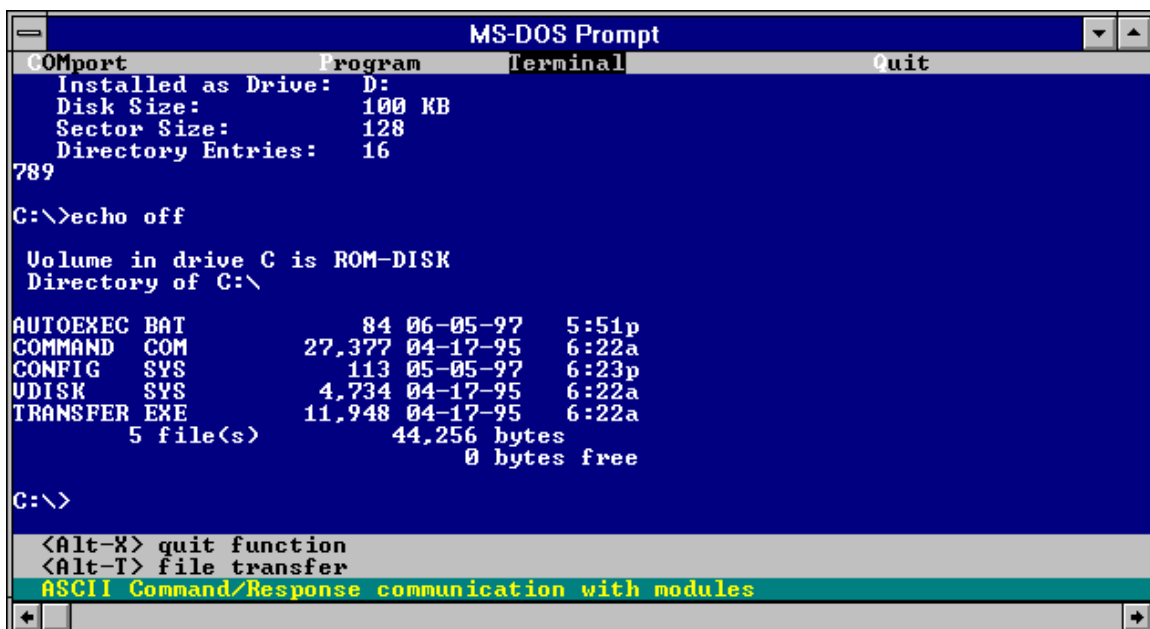 MS-DOS Prompt
COMport Program Terminal Quit
Installed as Drive: D:
Disk Size: 100 KB
Sector Size: 128
Directory Entries: 16
789
C:\>echo off
Volume in drive C is ROM-DISK
Directory of C:\
AUTOEXEC BAT 84 06-05-97 5:51p
COMMAND COM 27,377 04-17-95 6:22a
CONFIG SYS 113 05-05-97 6:23p
VDISK SYS 4,734 04-17-95 6:22a
TRANSFER EXE 11,948 04-17-95 6:22a
5 file(s) 44,256 bytes
0 bytes free
C:\>
<Alt-X> quit function
<Alt-T> file transfer
ASCII Command/Response communication with modules